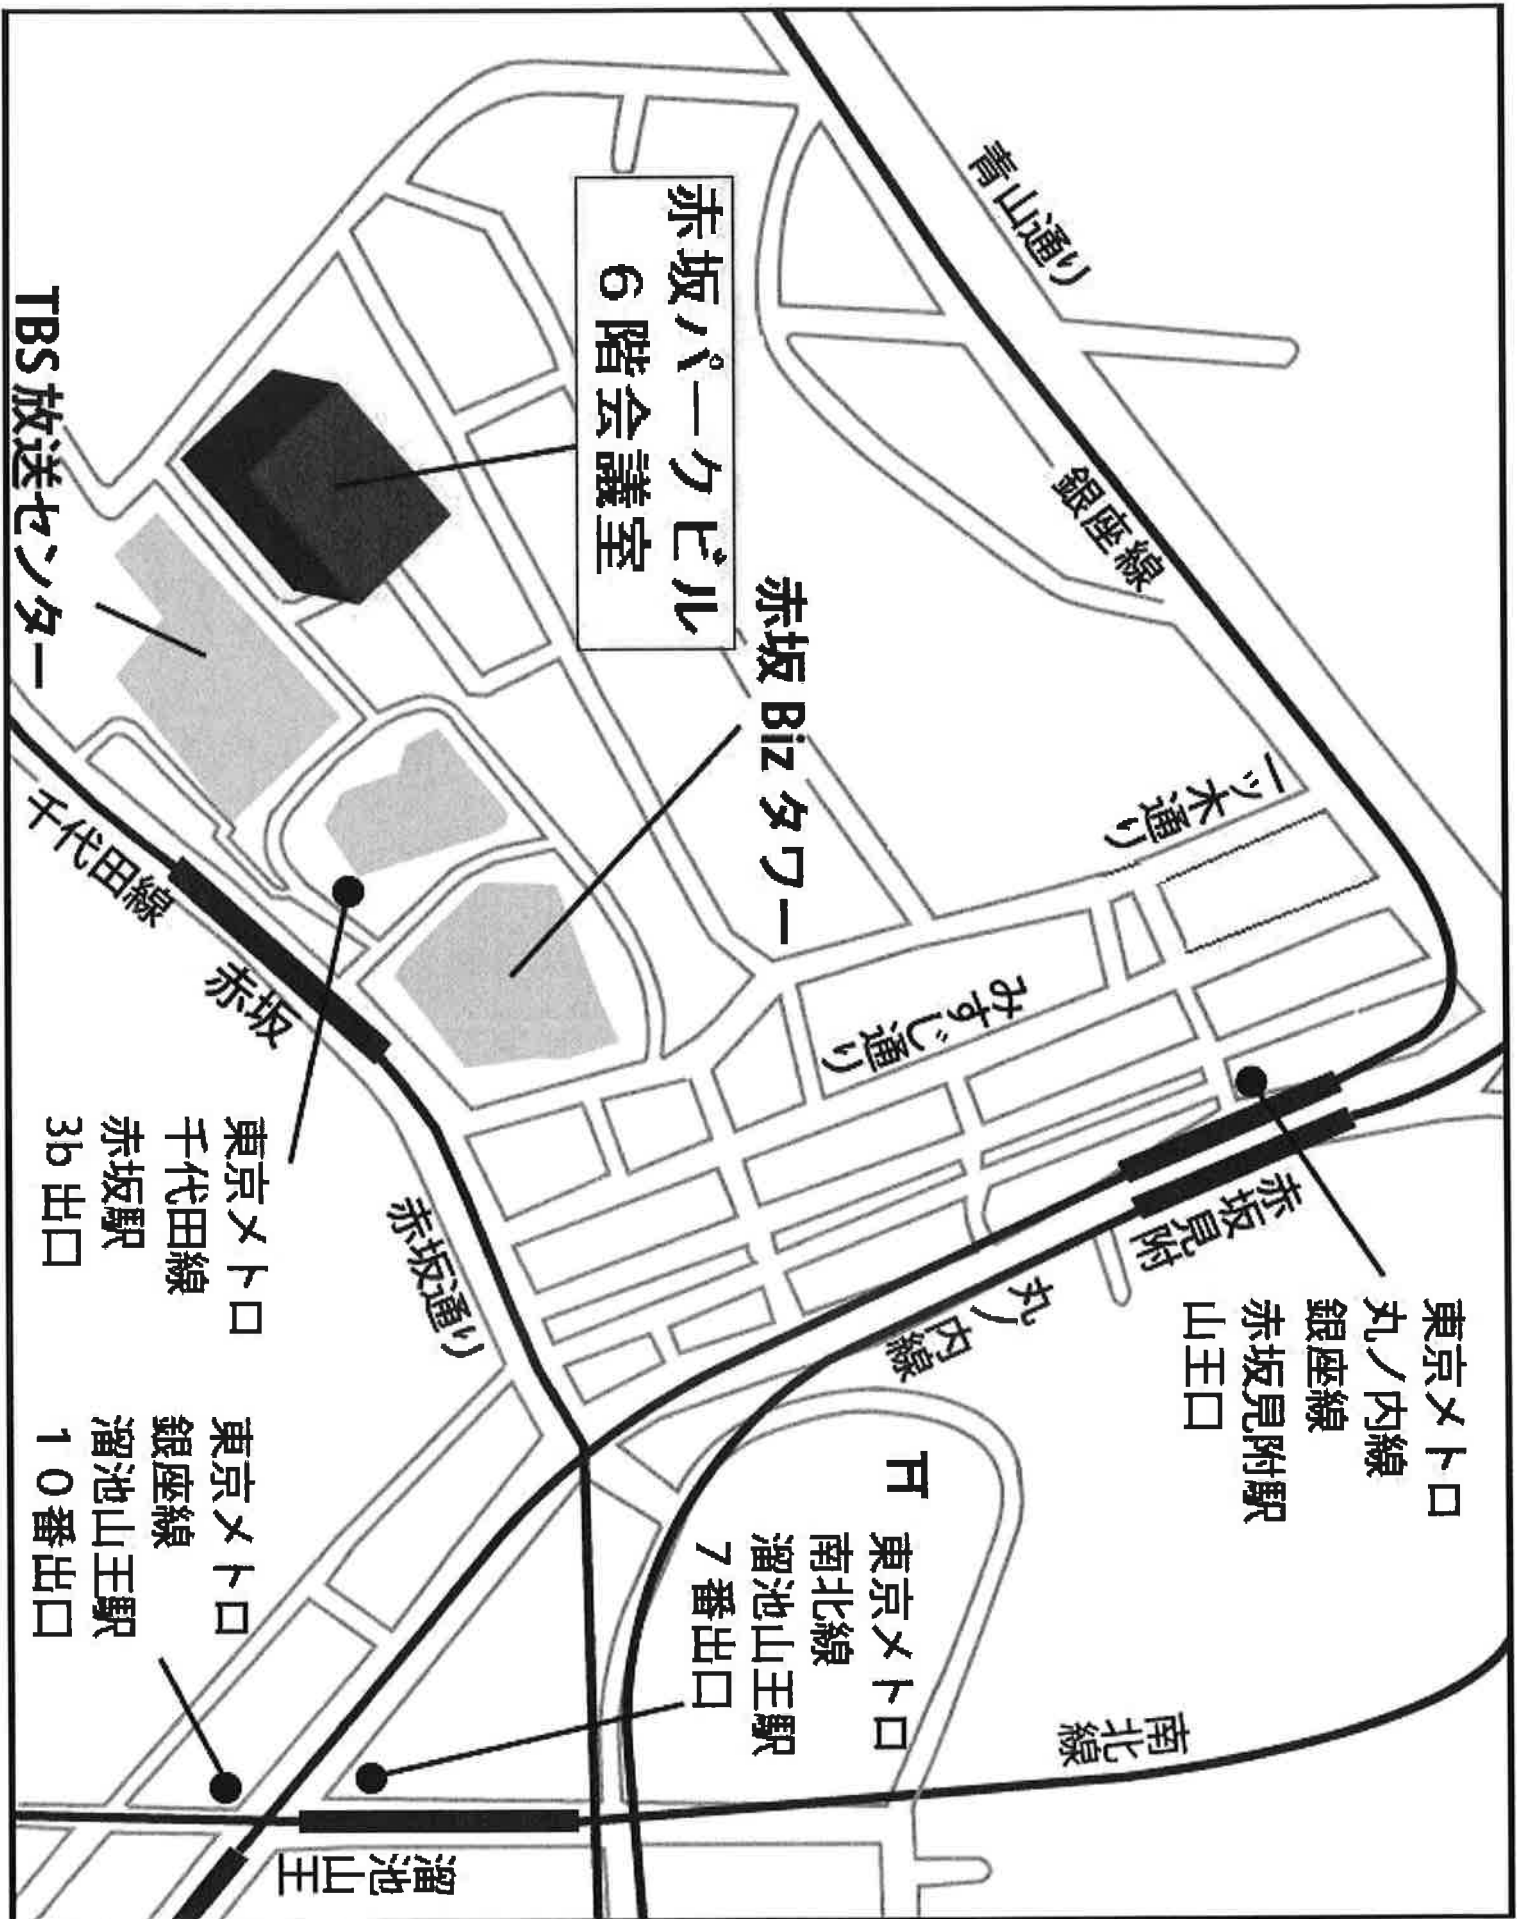 青山通り
銀座線
一ツ木通り
みすじ通り
赤坂見附
東京メトロ
丸ノ内線
銀座線
赤坂見附駅
山王口
丸ノ内線
南北線
赤坂パークビル
6階会議室
赤坂 Biz タワー
東京メトロ
南北線
溜池山王駅
7番出口
TBS 放送センター
千代田線
赤坂
東京メトロ
千代田線
赤坂駅
3b 出口
赤坂通り
東京メトロ
銀座線
溜池山王駅
10番出口
溜池山王